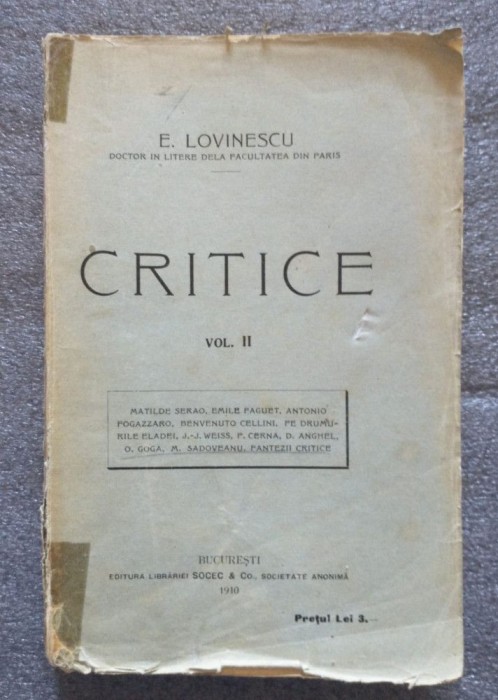 E. LOVINESCU
DOCTOR IN LITERE DELA FACULTATEA DIN PARIS
CRITICE
VOL. II
MATILDE SERAO, EMILE FAGUET, ANTONIO
FOGAZZARO, BENVENUTO CELLINI, PE DRUMU-
RILE ELADEI, J.-J. WEISS, P. CERNA, D. ANGHEL,
O. GOGA, M. SADOVEANU, FANTEZII CRITICE
BUCUREȘTI
EDITURA LIBRĂRIEI SOCEC & Co., SOCIETATE ANONIMĂ
1910
Prețul Lei 3.—